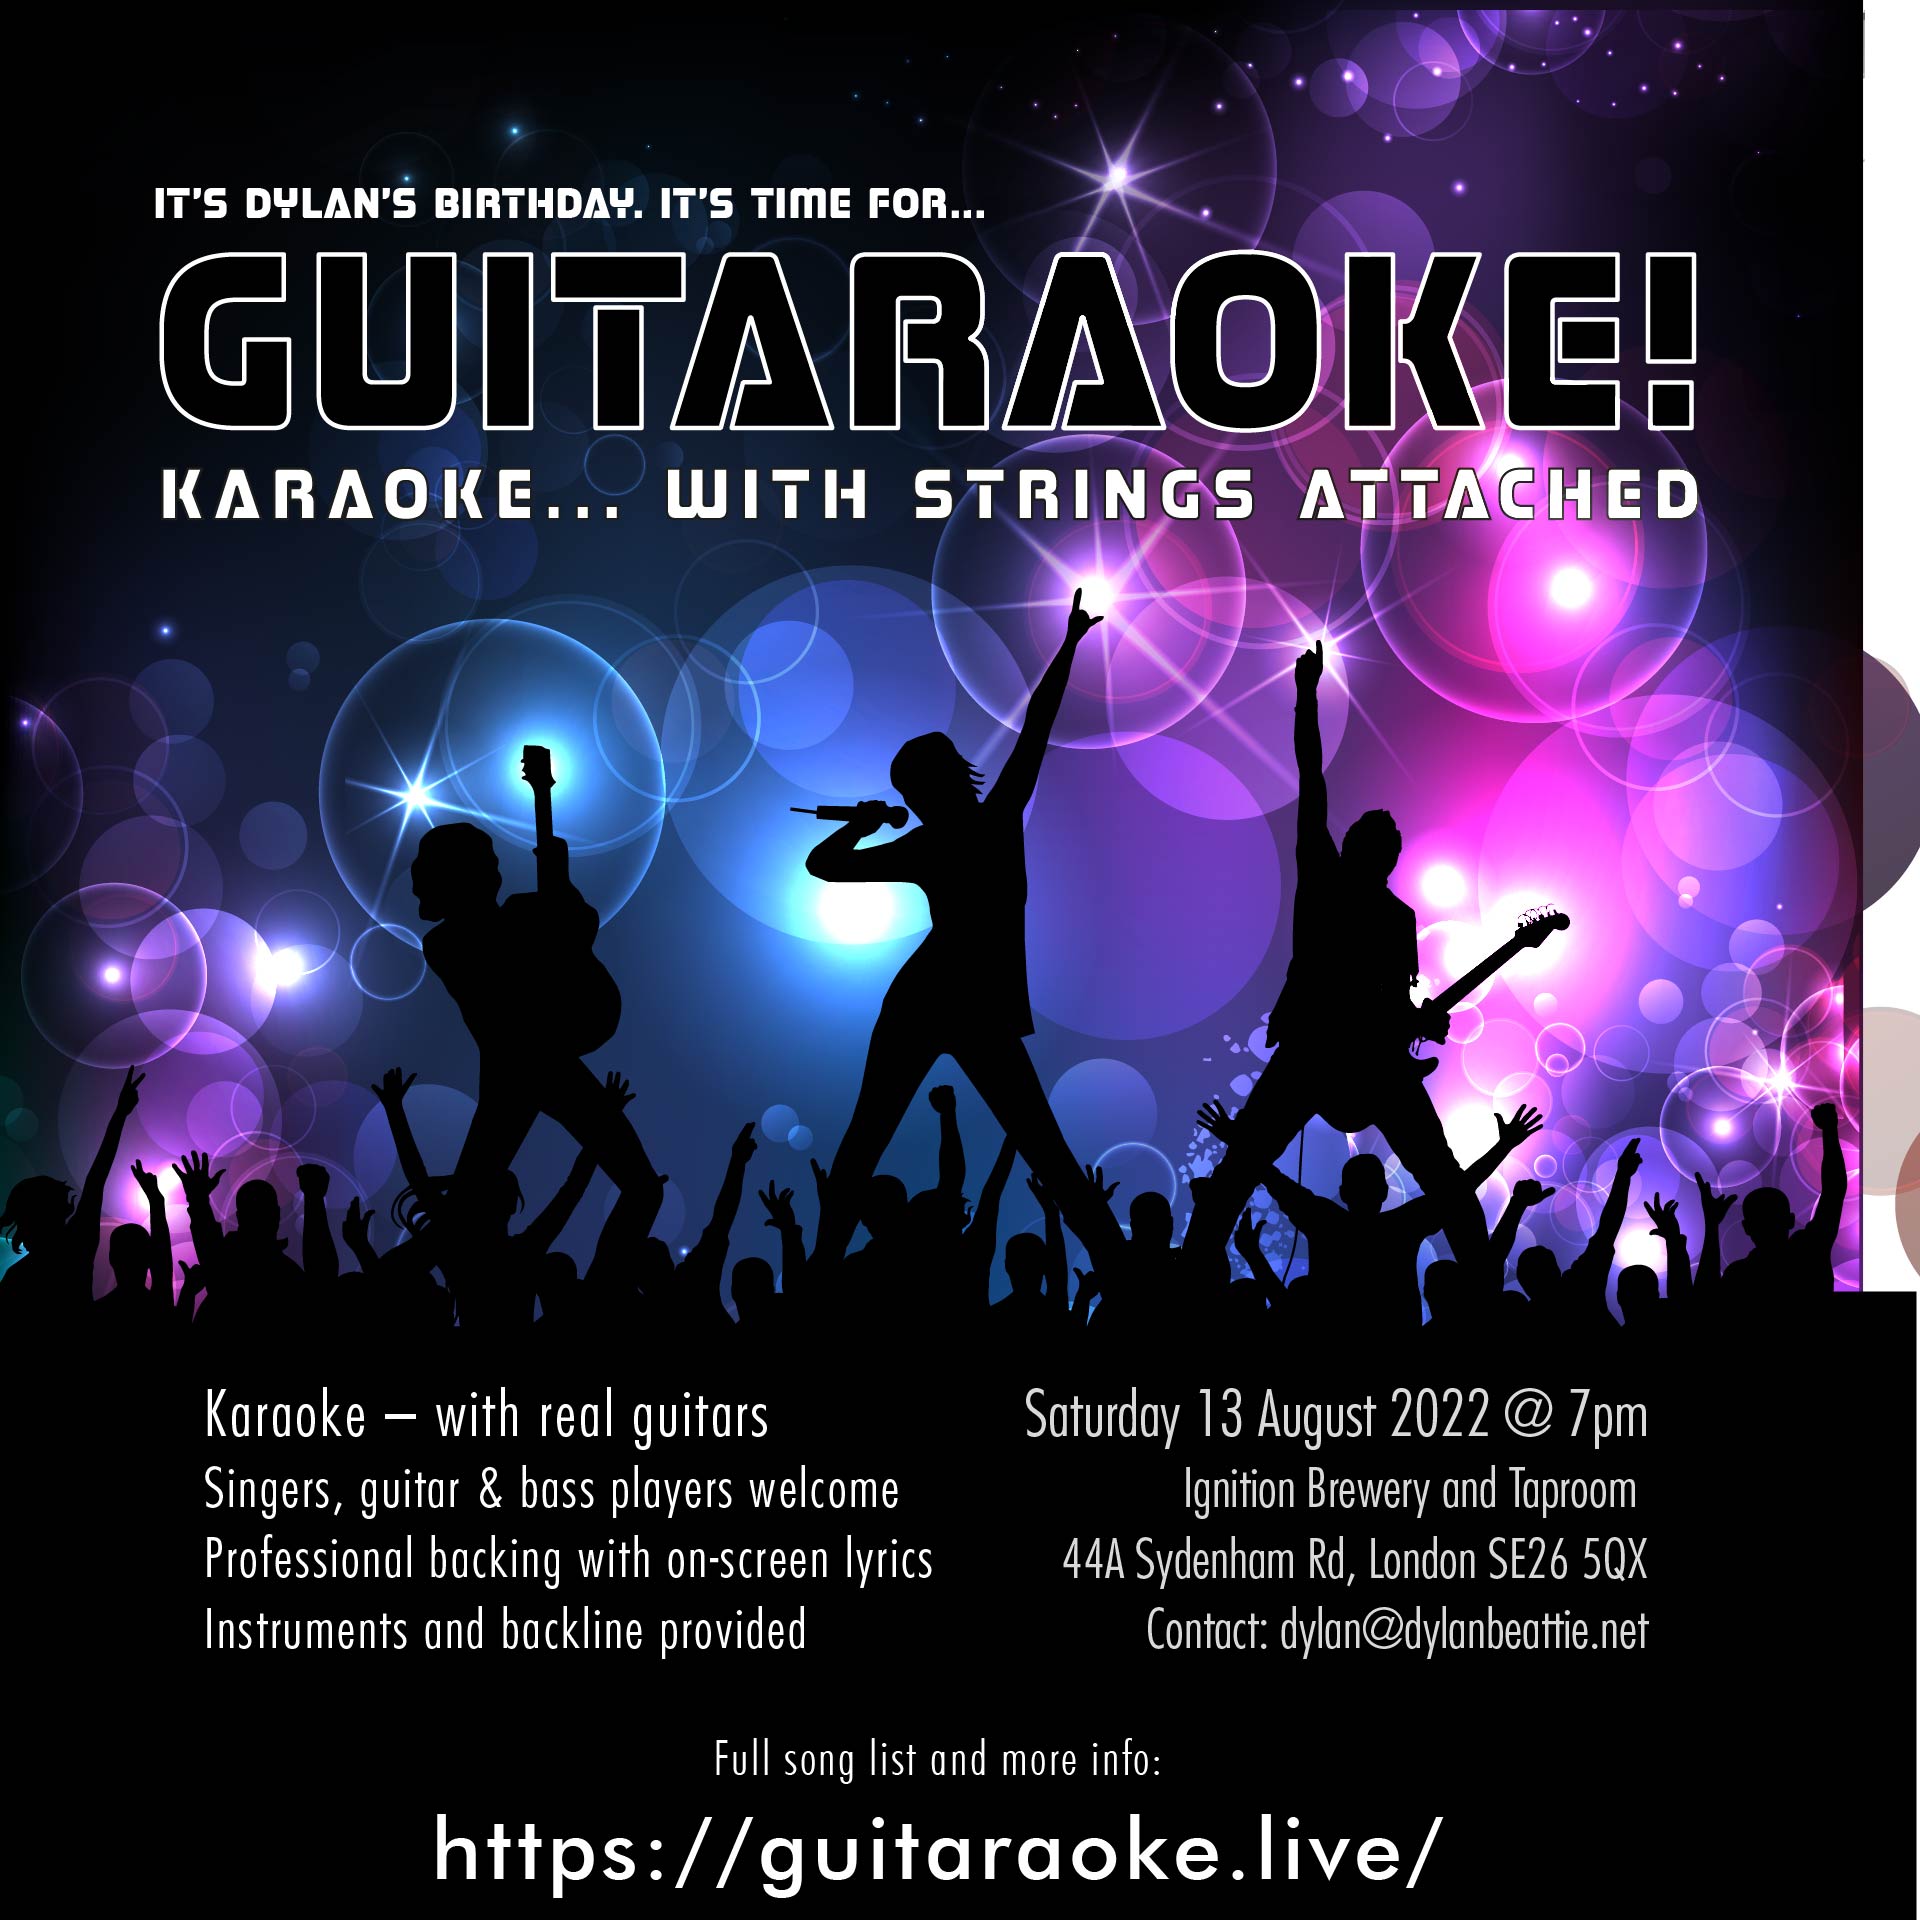 IT'S DYLAN'S BIRTHDAY. IT'S TIME FOR...
GUITARAOKE!
KARAOKE... WITH STRINGS ATTACHED
Karaoke – with real guitars
Singers, guitar & bass players welcome
Professional backing with on-screen lyrics
Instruments and backline provided
Saturday 13 August 2022 @ 7pm
Ignition Brewery and Taproom
44A Sydenham Rd, London SE26 5QX
Contact: dylan@dylanbeattie.net
Full song list and more info:
https://guitaraoke.live/